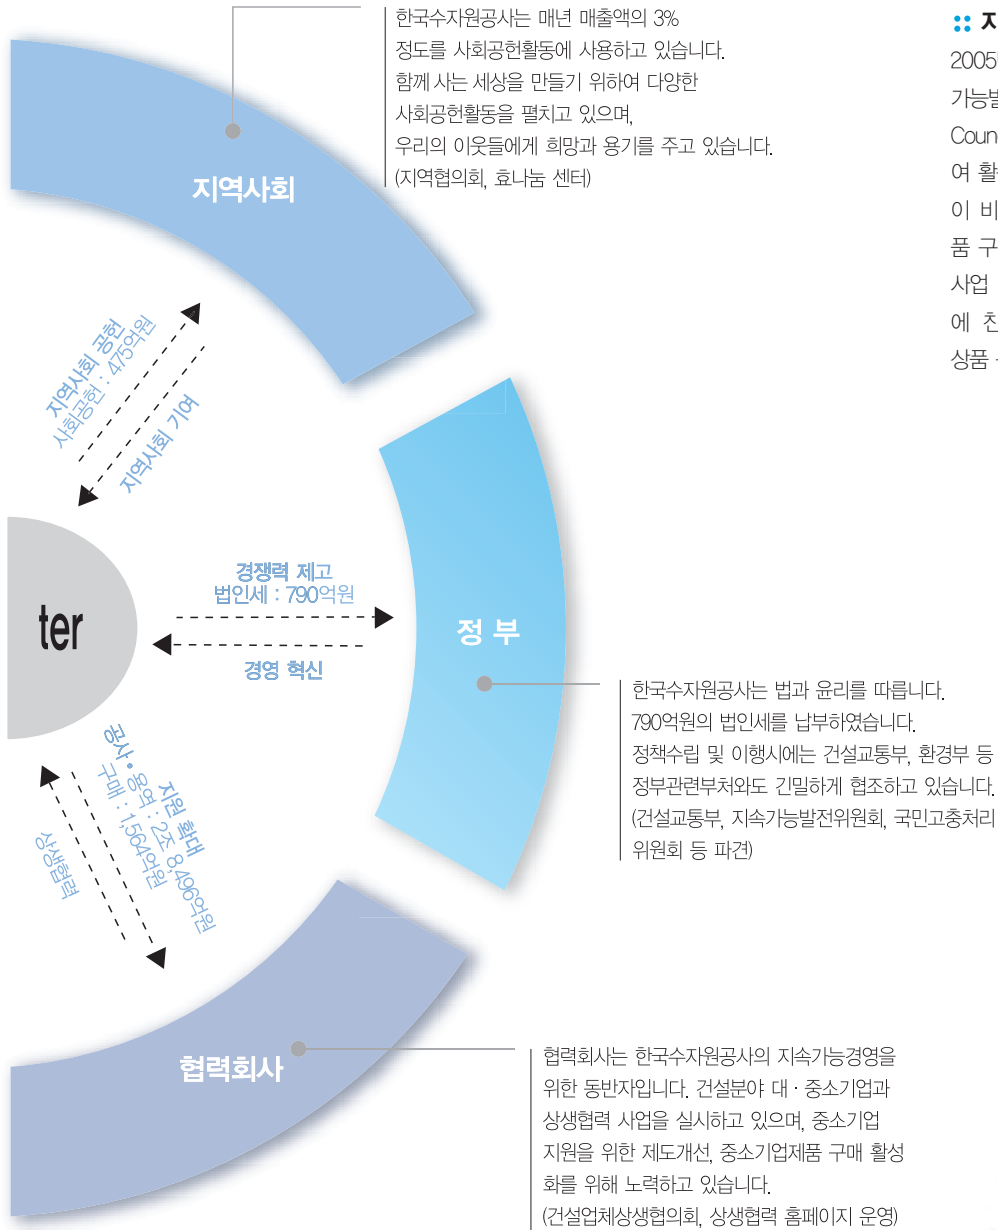 한국수자원공사는 매년 매출액의 3%
정도를 사회공헌활동에 사용하고 있습니다.
함께 사는 세상을 만들기 위하여 다양한
사회공헌활동을 펼치고 있으며,
우리의 이웃들에게 희망과 용기를 주고 있습니다.
(지역협의회, 효나눔 센터)
지역사회
지역사회 공헌
사회공헌 : 475억원
지역사회 기여
ter
경쟁력 제고
법인세 : 790억원
경영 혁신
정 부
한국수자원공사는 법과 윤리를 따릅니다.
790억원의 법인세를 납부하였습니다.
정책수립 및 이행시에는 건설교통부, 환경부 등
정부관련부처와도 긴밀하게 협조하고 있습니다.
(건설교통부, 지속가능발전위원회, 국민고충처리
위원회 등 파견)
지원 확대
공사 • 용역 : 2조 8,496억원
구매 : 1,564억원
상생협력
협력회사
협력회사는 한국수자원공사의 지속가능경영을
위한 동반자입니다. 건설분야 대 · 중소기업과
상생협력 사업을 실시하고 있으며, 중소기업
지원을 위한 제도개선, 중소기업제품 구매 활성
화를 위해 노력하고 있습니다.
(건설업체상생협의회, 상생협력 홈페이지 운영)
:: 지
2005
가능발
Coun
여 활
이 비
품 구
사업
에 친
상품